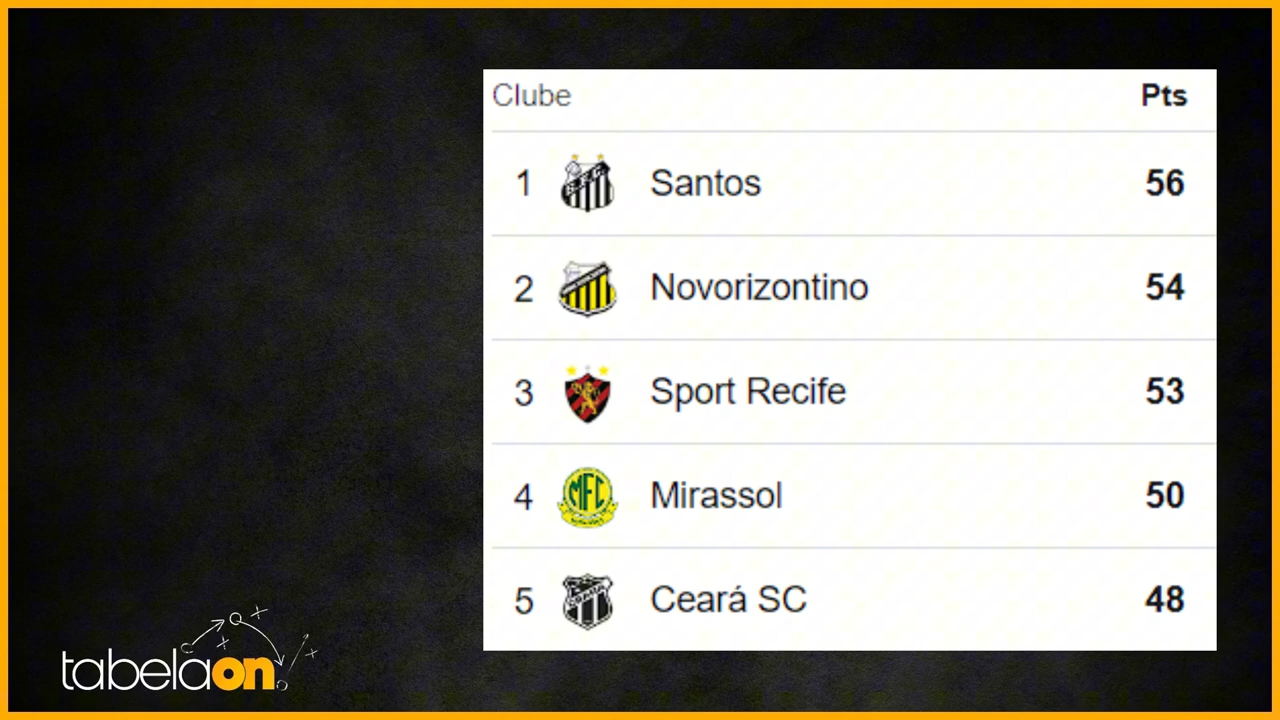 Clube Pts
1 Santos 56
2 Novorizontino 54
3 Sport Recife 53
4 MFC Mirassol 50
5 Ceará SC 48
tabelaon